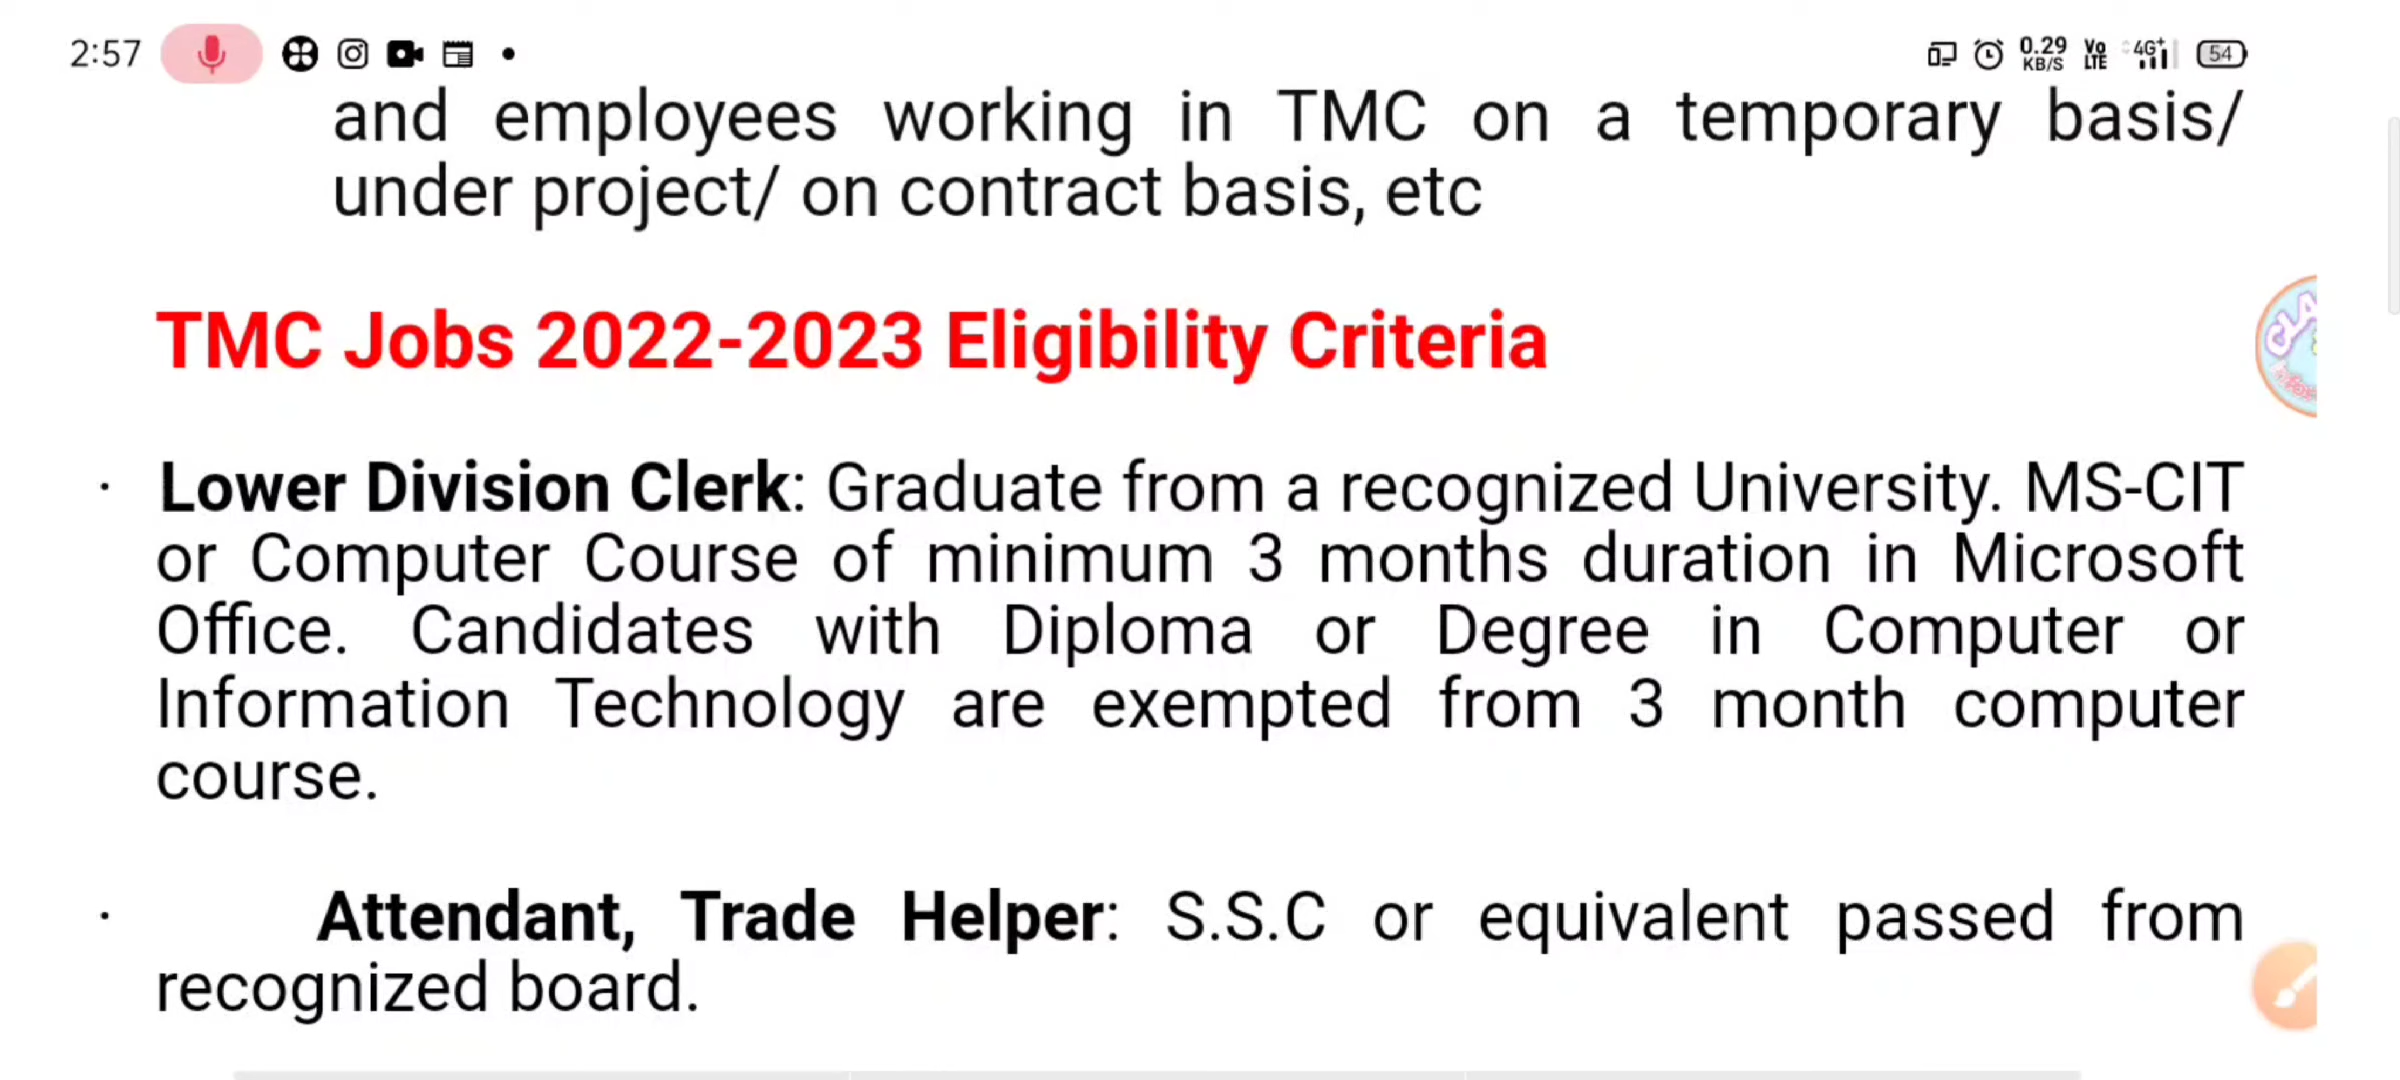 2:57 0.29 KB/S Vo LTE 4G+ 54
and employees working in TMC on a temporary basis/
under project/ on contract basis, etc
TMC Jobs 2022-2023 Eligibility Criteria
· Lower Division Clerk: Graduate from a recognized University. MS-CIT
or Computer Course of minimum 3 months duration in Microsoft
Office. Candidates with Diploma or Degree in Computer or
Information Technology are exempted from 3 month computer
course.
· Attendant, Trade Helper: S.S.C or equivalent passed from
recognized board.